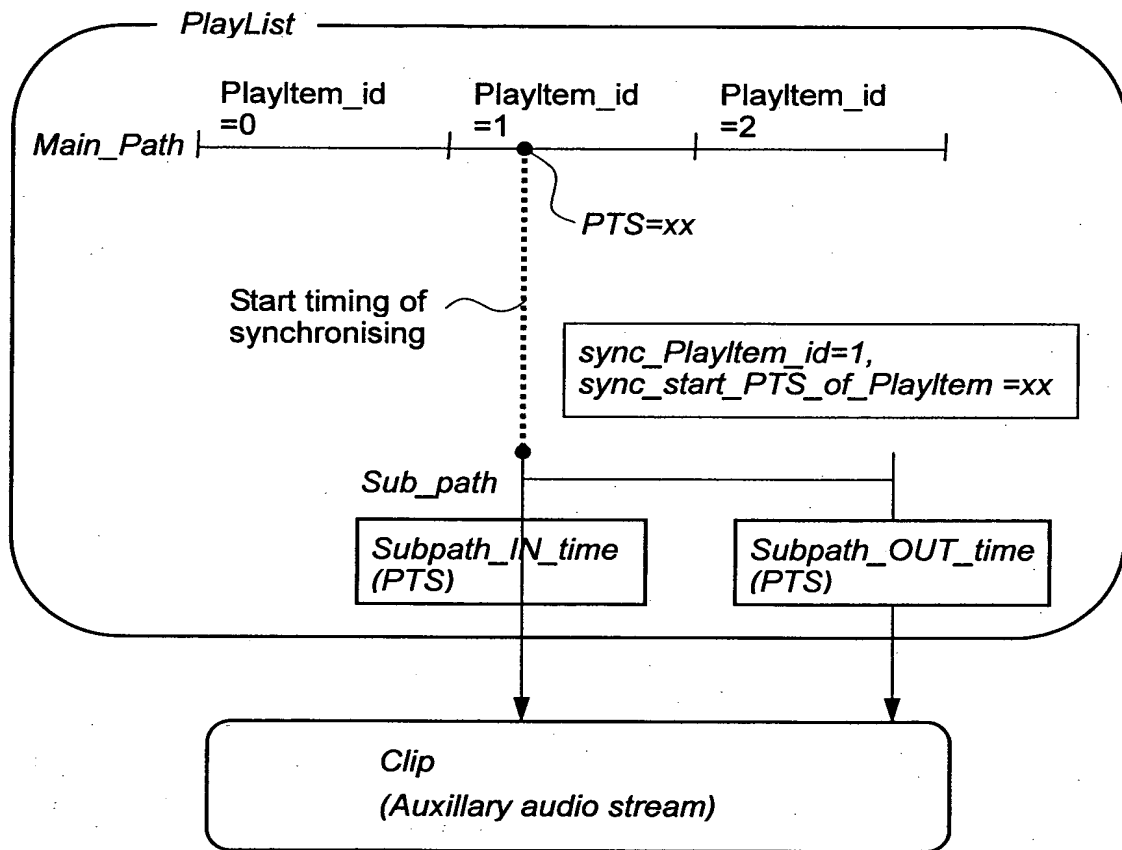 PlayList
PlayItem_id
=0
PlayItem_id
=1
PlayItem_id
=2
Main_Path
PTS=xx
Start timing of
synchronising
sync_PlayItem_id=1,
sync_start_PTS_of_PlayItem =xx
Sub_path
Subpath_IN_time
(PTS)
Subpath_OUT_time
(PTS)
Clip
(Auxillary audio stream)